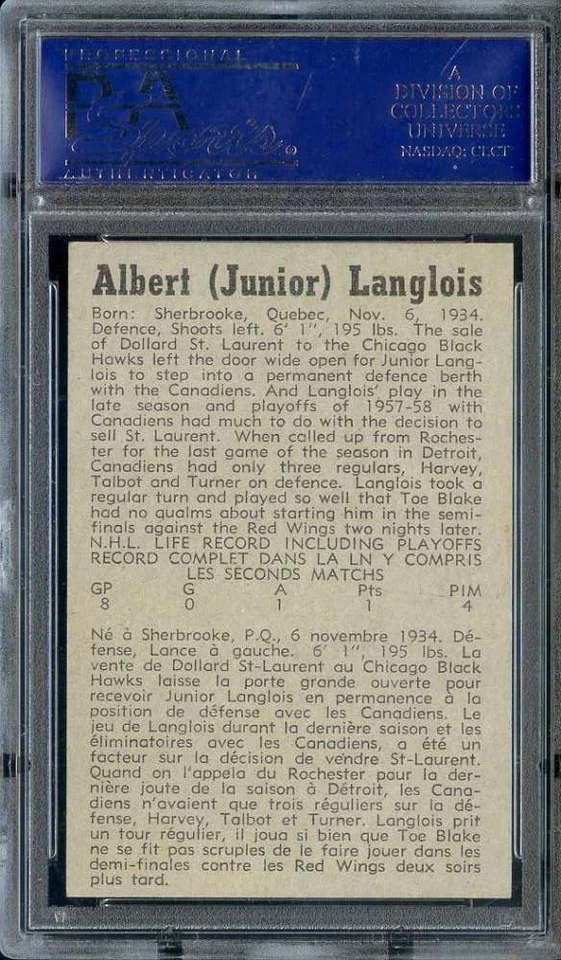 PROFESSIONAL
PSA
Sports
AUTHENTICATOR
A
DIVISION OF
COLLECTORS
UNIVERSE
NASDAQ: CLCT
Albert (Junior) Langlois
Born: Sherbrooke, Quebec, Nov. 6, 1934.
Defence, Shoots left. 6' 1", 195 lbs. The sale
of Dollard St. Laurent to the Chicago Black
Hawks left the door wide open for Junior Lang-
lois to step into a permanent defence berth
with the Canadiens. And Langlois' play in the
late season and playoffs of 1957-58 with
Canadiens had much to do with the decision to
sell St. Laurent. When called up from Roches-
ter for the last game of the season in Detroit,
Canadiens had only three regulars, Harvey,
Talbot and Turner on defence. Langlois took a
regular turn and played so well that Toe Blake
had no qualms about starting him in the semi-
finals against the Red Wings two nights later.
N.H.L. LIFE RECORD INCLUDING PLAYOFFS
RECORD COMPLET DANS LA LN Y COMPRIS
LES SECONDS MATCHS
GP G A Pts PIM
8 0 1 1 4
Né à Sherbrooke, P.Q., 6 novembre 1934. Dé-
fense, Lance à gauche. 6' 1", 195 lbs. La
vente de Dollard St-Laurent au Chicago Black
Hawks laisse la porte grande ouverte pour
recevoir Junior Langlois en permanence à la
position de défense avec les Canadiens. Le
jeu de Langlois durant la dernière saison et les
éliminatoires avec les Canadiens, a été un
facteur sur la décision de vendre St-Laurent.
Quand on l'appela du Rochester pour la der-
nière joute de la saison à Détroit, les Cana-
diens n'avaient que trois réguliers sur la dé-
fense, Harvey, Talbot et Turner. Langlois prit
un tour régulier, il joua si bien que Toe Blake
ne se fit pas scruples de le faire jouer dans les
demi-finales contre les Red Wings deux soirs
plus tard.